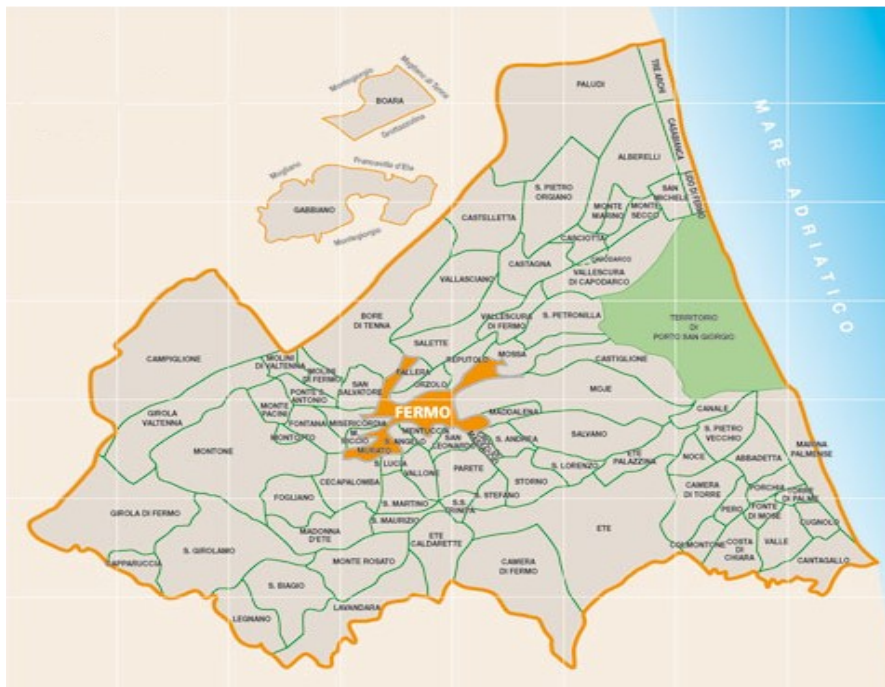 TRE ARCHI
PALUDI
Montegiorgio
Magliano di Tenna
BOARA
Grottazzolina
CASABIANCA
MARE ADRIATICO
ALBERELLI
Mogliano
Francavilla d'Ete
S. PIETRO
ORGIANO
SAN
MICHELE
LIDO DI FERMO
GABBIANO
MONTE
MARINO
MONTE
SECCO
CASTELLETTA
Montegiorgio
CASCIOTTA
CAPODARCO
CASTAGNA
VALLESCURA
DI CAPODARCO
VALLASCIANO
BORE
DI TENNA
VALLESCURA
DI FERMO
S. PETRONILLA
TERRITORIO
DI
PORTO SAN GIORGIO
SALETTE
CAMPIGLIONE
MOLINI
DI VALTENNA
REPUTOLO
MOSSA
CASTIGLIONE
MOLINI
DI FERMO
FALLERA
SAN
SALVATORE
ORZOLO
MOJE
PONTE S.
ANTONIO
GIROLA
VALTENNA
MONTE
PACINI
FERMO
MADDALENA
CANALE
FONTANA
MISERICORDIA
MENTUCCIA
S. PIETRO
VECCHIO
MONTOTTO
M.
RICCIO
S. ANGELO
SAN
LEONARDO
S. ANDREA
SALVANO
MONTONE
MURATO
NOCE
ABBADETTA
MARINA
PALMENSE
S. LUCIA
VALLONE
PARETE
S. LORENZO
ETE
PALAZZINA
CECAPALOMBA
STORNO
CAMERA
DI TORRE
PORCHIA
TORRE
DI PALME
FOGLIANO
S. STEFANO
S. MARTINO
S.S.
TRINITÀ
PERO
FONTE
DI MOSE
GIROLA DI FERMO
S. MAURIZIO
CUGNOLO
MADONNA
D'ETE
ETE
CALDARETTE
ETE
COLMONTONE
COSTA
DI
CHIARA
VALLE
S. GIROLAMO
CAPPARUCCIA
MONTE ROSATO
CAMERA
DI FERMO
CANTAGALLO
S. BIAGIO
LAVANDARA
LEGNANO